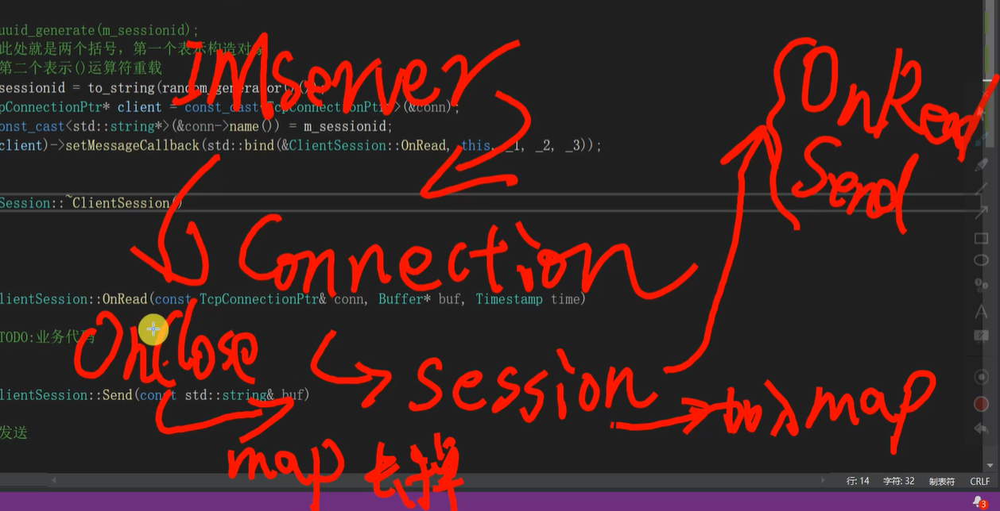 uuid_generate(m_sessionid);
此处就是两个括号，第一个表示构造对
第二个表示()运算符重载
sessionid = to_string(random_generator()());
pConnectionPtr* client = const_cast<TcpConnectionPtr*>(&conn);
onst_cast<std::string*>(&conn->name()) = m_sessionid;
client)->setMessageCallback(std::bind(&ClientSession::OnRead, this, _1, _2, _3));
Session::~ClientSession()
lientSession::OnRead(const TcpConnectionPtr& conn, Buffer* buf, Timestamp time)
TODO:业务代码
lientSession::Send(const std::string& buf)
发送
IMserver
OnRead
Send
Connection
OnClose
session
加入map
map 去掉
行: 14 字符: 32 制表符 CRLF
3